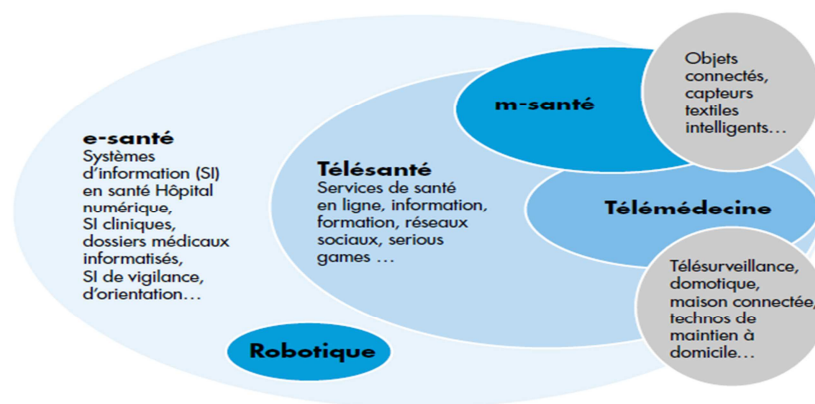 e-santé
Systèmes
d'information (SI)
en santé Hôpital
numérique,
SI cliniques,
dossiers médicaux
informatisés,
SI de vigilance,
d'orientation...
Télésanté
Services de santé
en ligne, information,
formation, réseaux
sociaux, serious
games ...
m-santé
Objets
connectés,
capteurs
textiles
intelligents...
Télémédecine
Télésurveillance,
domotique,
maison connectée,
technos de
maintien à
domicile...
Robotique